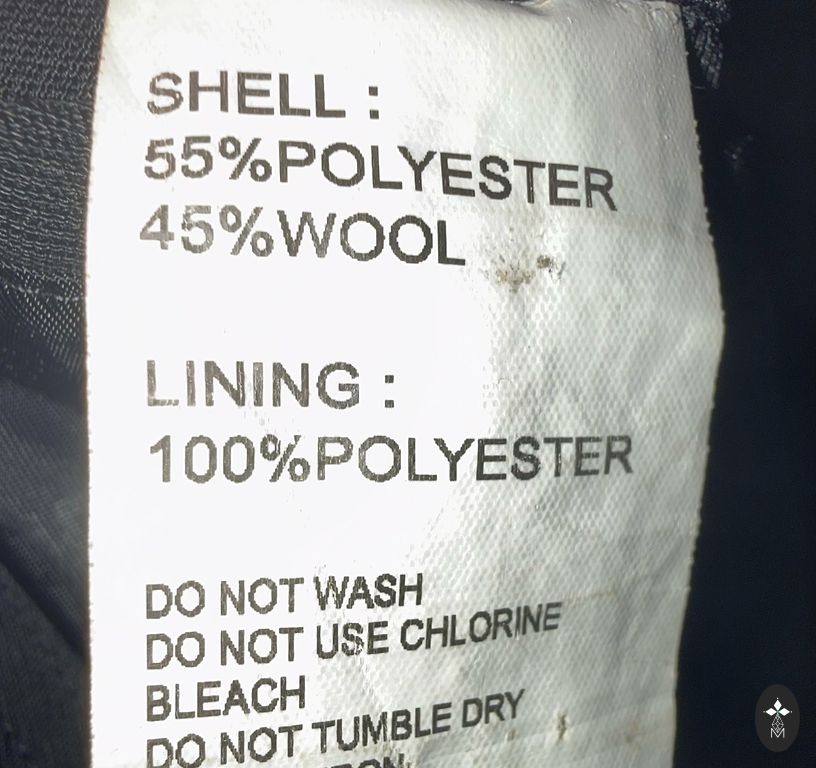 SHELL :
55%POLYESTER
45%WOOL
LINING :
100%POLYESTER
DO NOT WASH
DO NOT USE CHLORINE
BLEACH
DO NOT TUMBLE DRY
M